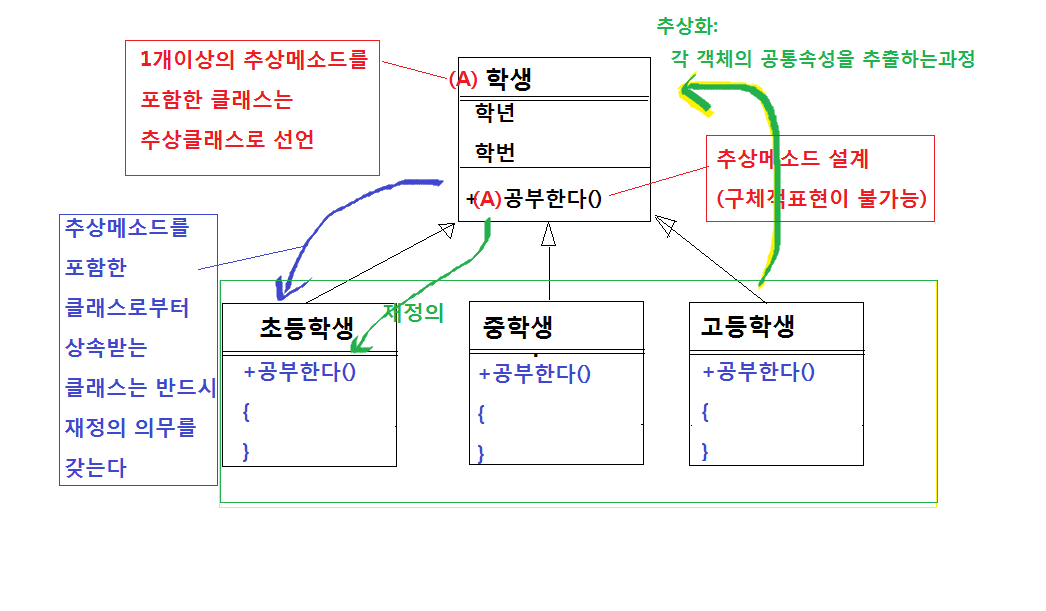 추상화:
각 객체의 공통속성을 추출하는과정
1개이상의 추상메소드를
포함한 클래스는
추상클래스로 선언
(A) 학생
학년
학번
+(A)공부한다()
추상메소드 설계
(구체적표현이 불가능)
추상메소드를
포함한
클래스로부터
상속받는
클래스는 반드시
재정의 의무를
갖는다
재정의
초등학생
+공부한다()
{
}
중학생
+공부한다()
{
}
고등학생
+공부한다()
{
}